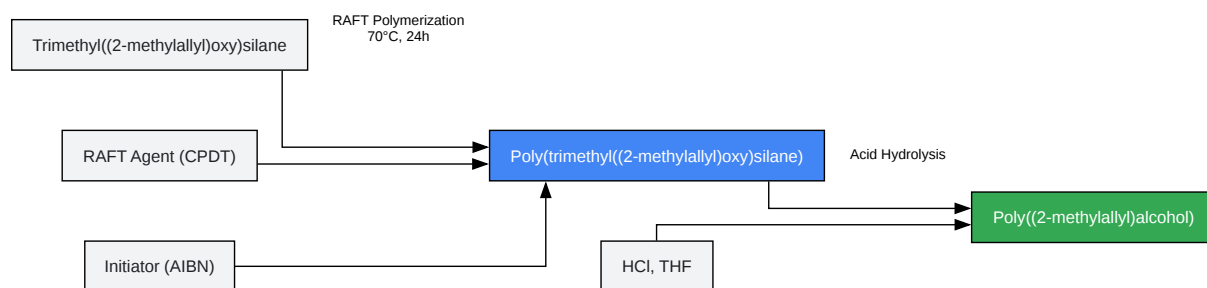 RAFT Polymerization
70°C, 24h
Trimethyl((2-methylallyl)oxy)silane
RAFT Agent (CPDT)
Poly(trimethyl((2-methylallyl)oxy)silane)
Acid Hydrolysis
Poly((2-methylallyl)alcohol)
Initiator (AIBN)
HCl, THF